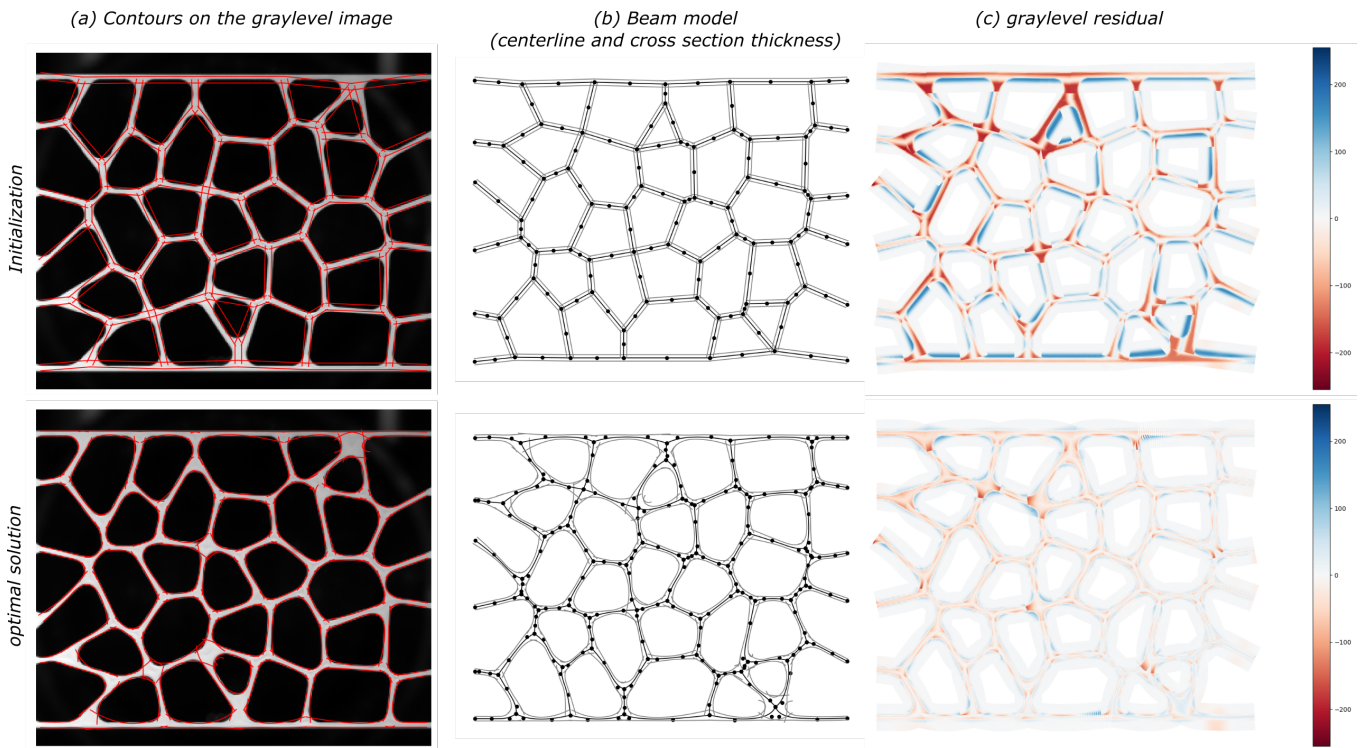 (a) Contours on the graylevel image
(b) Beam model
(centerline and cross section thickness)
(c) graylevel residual
Initialization
200
100
0
−100
−200
optimal solution
200
100
0
−100
−200